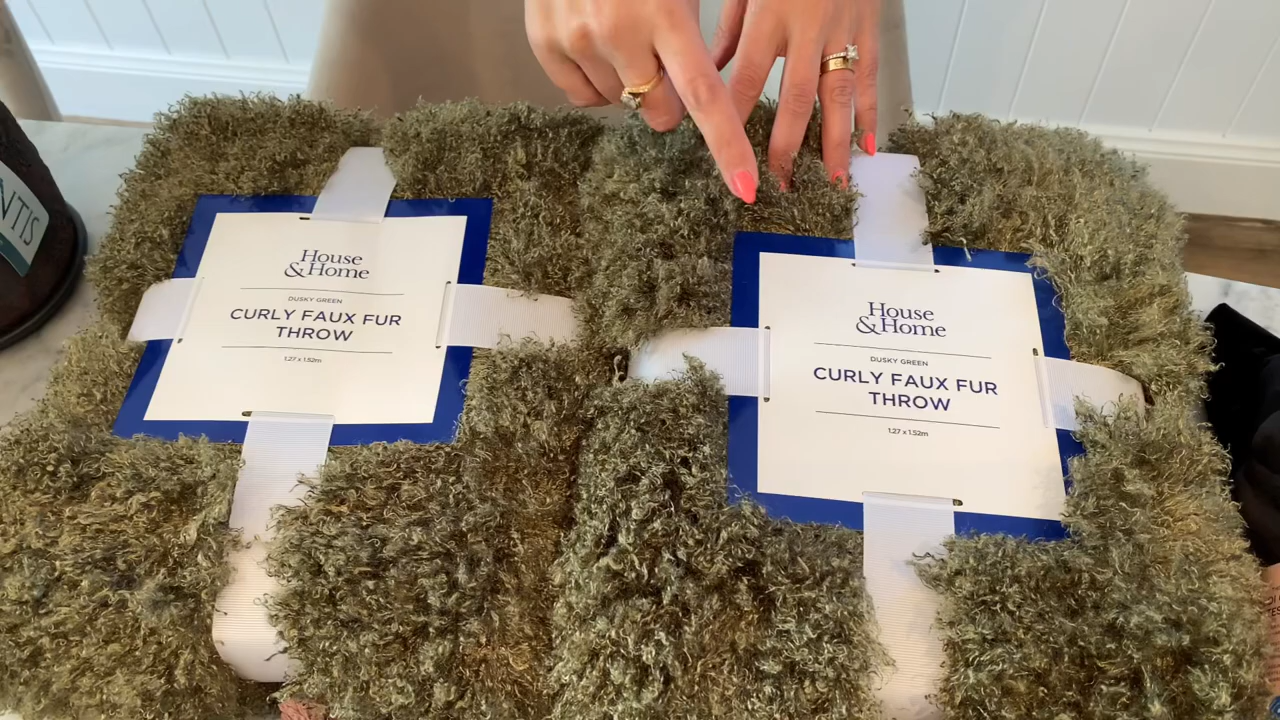 NTIS
House
& Home
DUSKY GREEN
CURLY FAUX FUR
THROW
1.27 x 1.52m
House
& Home
DUSKY GREEN
CURLY FAUX FUR
THROW
1.27 x 1.52m